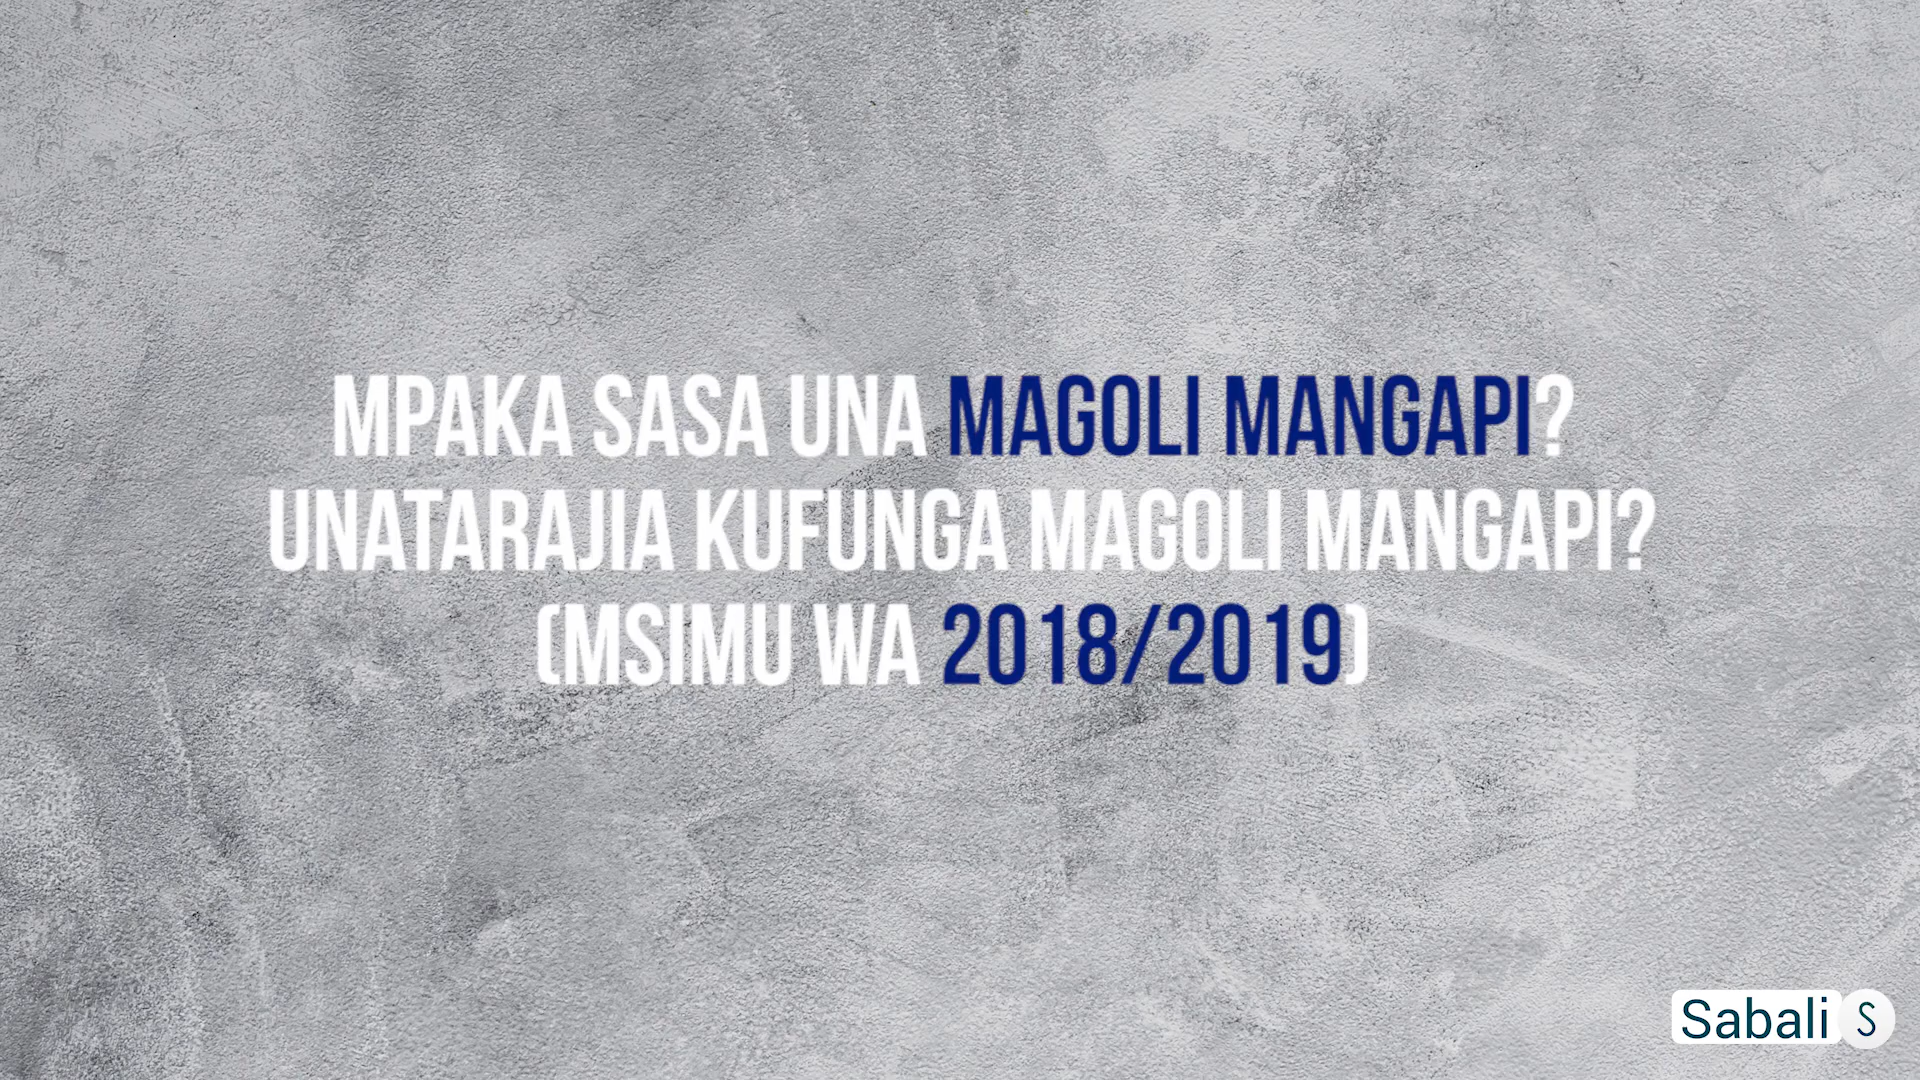 MPAKA SASA UNA MAGOLI MANGAPI?
UNATARAJIA KUFUNGA MAGOLI MANGAPI?
(MSIMU WA 2018/2019)
Sabali S